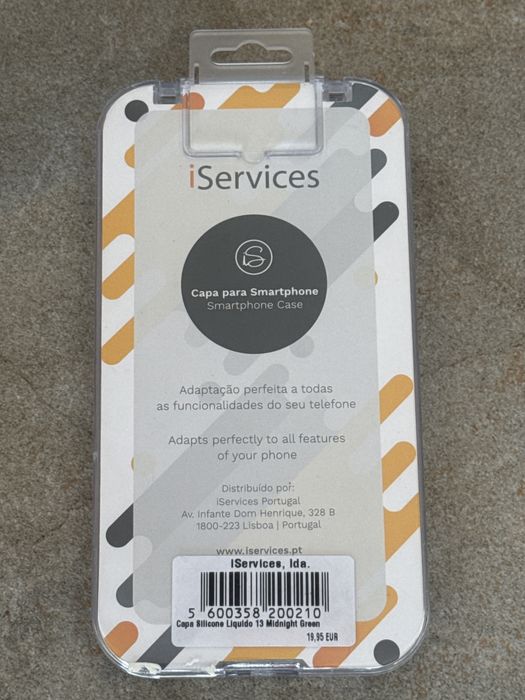 iServices
iS
Capa para Smartphone
Smartphone Case
Adaptação perfeita a todas
as funcionalidades do seu telefone
Adapts perfectly to all features
of your phone
Distribuído por:
iServices Portugal
Av. Infante Dom Henrique, 328 B
1800-223 Lisboa | Portugal
www.iservices.pt
iServices, lda.
5 600358 200210
Capa Silicone Liquido 13 Midnight Green
19,95 EUR